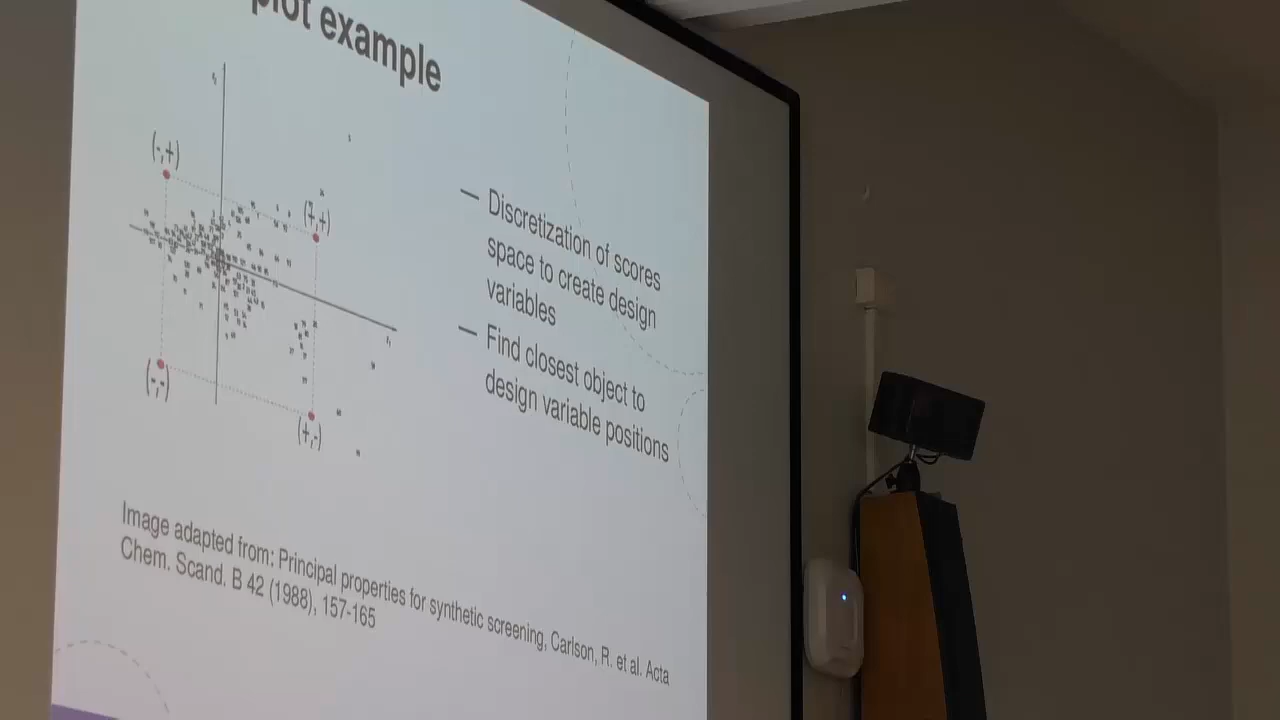 plot example
(-,+)
(+,+)
(-,-)
(+,-)
— Discretization of scores
space to create design
variables
— Find closest object to
design variable positions
Image adapted from: Principal properties for synthetic screening, Carlson, R. et al. Acta
Chem. Scand. B 42 (1988), 157-165